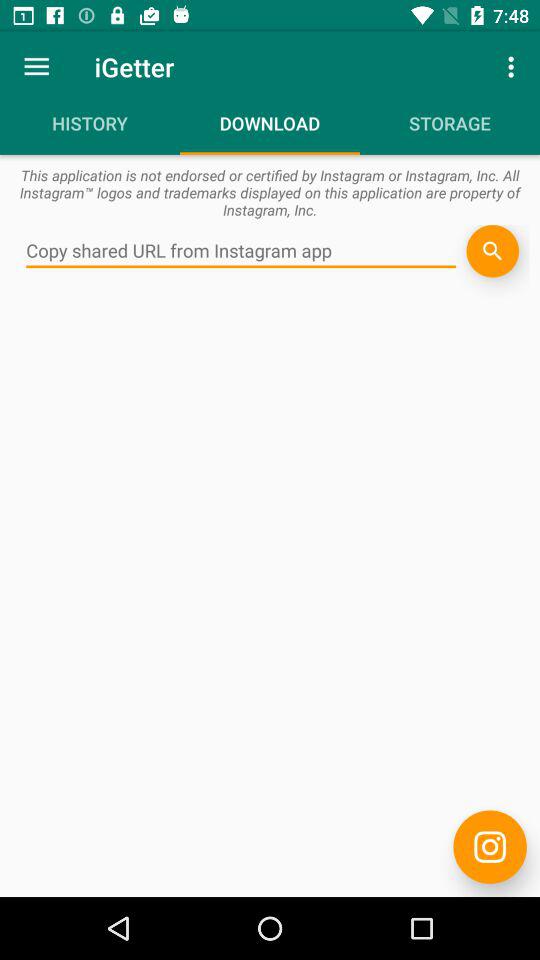 1
7:48
iGetter
HISTORY
DOWNLOAD
STORAGE
This application is not endorsed or certified by Instagram or Instagram, Inc. All
Instagram™ logos and trademarks displayed on this application are property of
Instagram, Inc.
Copy shared URL from Instagram app